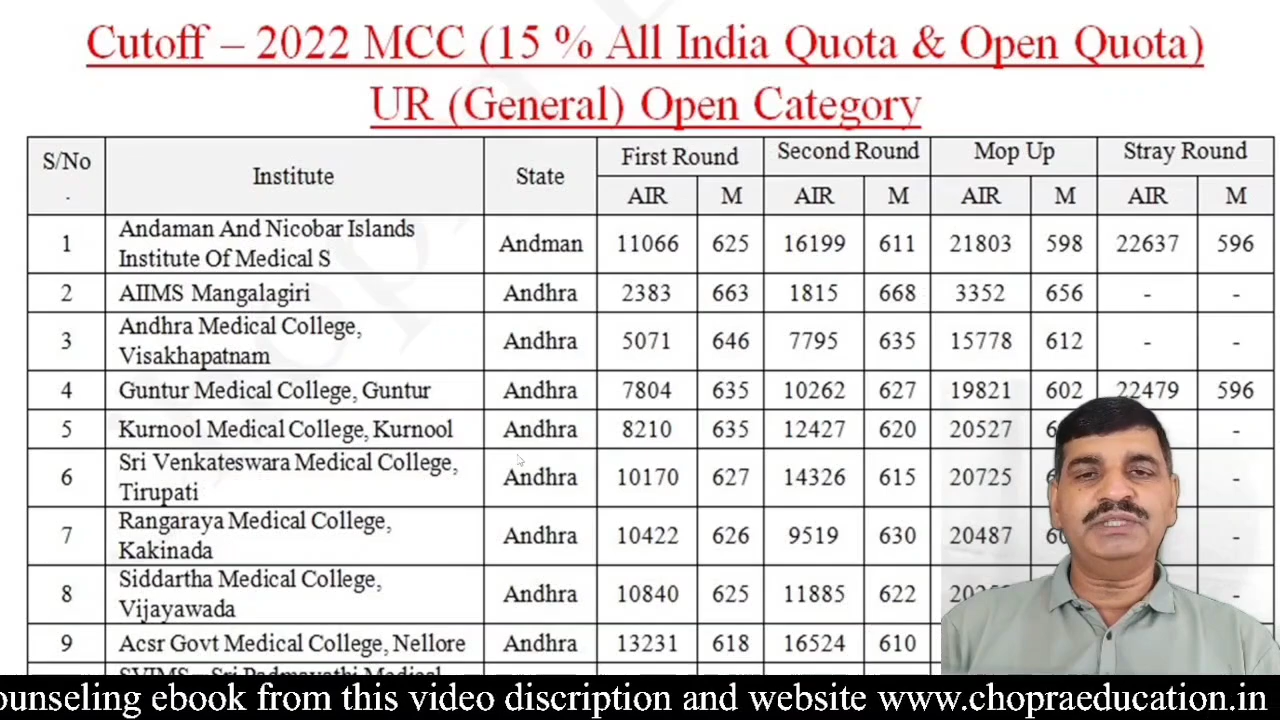 Cutoff – 2022 MCC (15 % All India Quota & Open Quota)
UR (General) Open Category
S/No . Institute State First Round Second Round Mop Up Stray Round
AIR M AIR M AIR M AIR M
1 Andaman And Nicobar Islands Institute Of Medical S Andman 11066 625 16199 611 21803 598 22637 596
2 AIIMS Mangalagiri Andhra 2383 663 1815 668 3352 656 - -
3 Andhra Medical College, Visakhapatnam Andhra 5071 646 7795 635 15778 612 - -
4 Guntur Medical College, Guntur Andhra 7804 635 10262 627 19821 602 22479 596
5 Kurnool Medical College, Kurnool Andhra 8210 635 12427 620 20527 -
6 Sri Venkateswara Medical College, Tirupati Andhra 10170 627 14326 615 20725 -
7 Rangaraya Medical College, Kakinada Andhra 10422 626 9519 630 20487 -
8 Siddartha Medical College, Vijayawada Andhra 10840 625 11885 622 -
9 Acsr Govt Medical College, Nellore Andhra 13231 618 16524 610 -
SVIMS - Sri Padmavathi Medical
ounseling ebook from this video discription and website www.chopraeducation.in